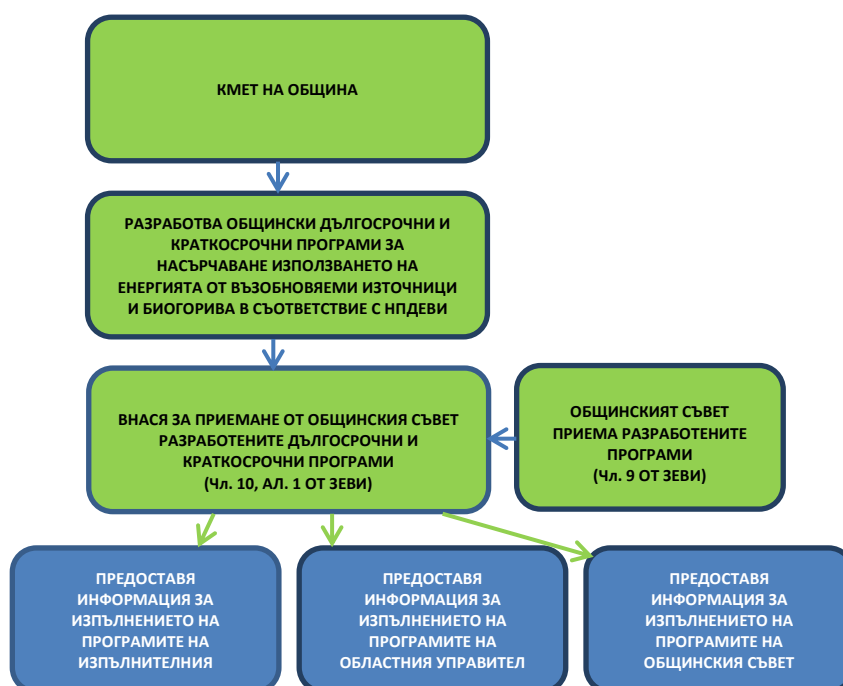 КМЕТ НА ОБЩИНА
РАЗРАБОТВА ОБЩИНСКИ ДЪЛГОСРОЧНИ И
КРАТКОСРОЧНИ ПРОГРАМИ ЗА
НАСЪРЧАВАНЕ ИЗПОЛЗВАНЕТО НА
ЕНЕРГИЯТА ОТ ВЪЗОБНОВЯЕМИ ИЗТОЧНИЦИ
И БИОГОРИВА В СЪОТВЕТСТВИЕ С НПДЕВИ
ВНАСЯ ЗА ПРИЕМАНЕ ОТ ОБЩИНСКИЯ СЪВЕТ
РАЗРАБОТЕНИТЕ ДЪЛГОСРОЧНИ И
КРАТКОСРОЧНИ ПРОГРАМИ
(Чл. 10, АЛ. 1 ОТ ЗЕВИ)
ОБЩИНСКИЯТ СЪВЕТ
ПРИЕМА РАЗРАБОТЕНИТЕ
ПРОГРАМИ
(Чл. 9 ОТ ЗЕВИ)
ПРЕДОСТАВЯ
ИНФОРМАЦИЯ ЗА
ИЗПЪЛНЕНИЕТО НА
ПРОГРАМИТЕ НА
ИЗПЪЛНИТЕЛНИЯ
ПРЕДОСТАВЯ
ИНФОРМАЦИЯ ЗА
ИЗПЪЛНЕНИЕТО НА
ПРОГРАМИТЕ НА
ОБЛАСТНИЯ УПРАВИТЕЛ
ПРЕДОСТАВЯ
ИНФОРМАЦИЯ ЗА
ИЗПЪЛНЕНИЕТО НА
ПРОГРАМИТЕ НА
ОБЩИНСКИЯ СЪВЕТ